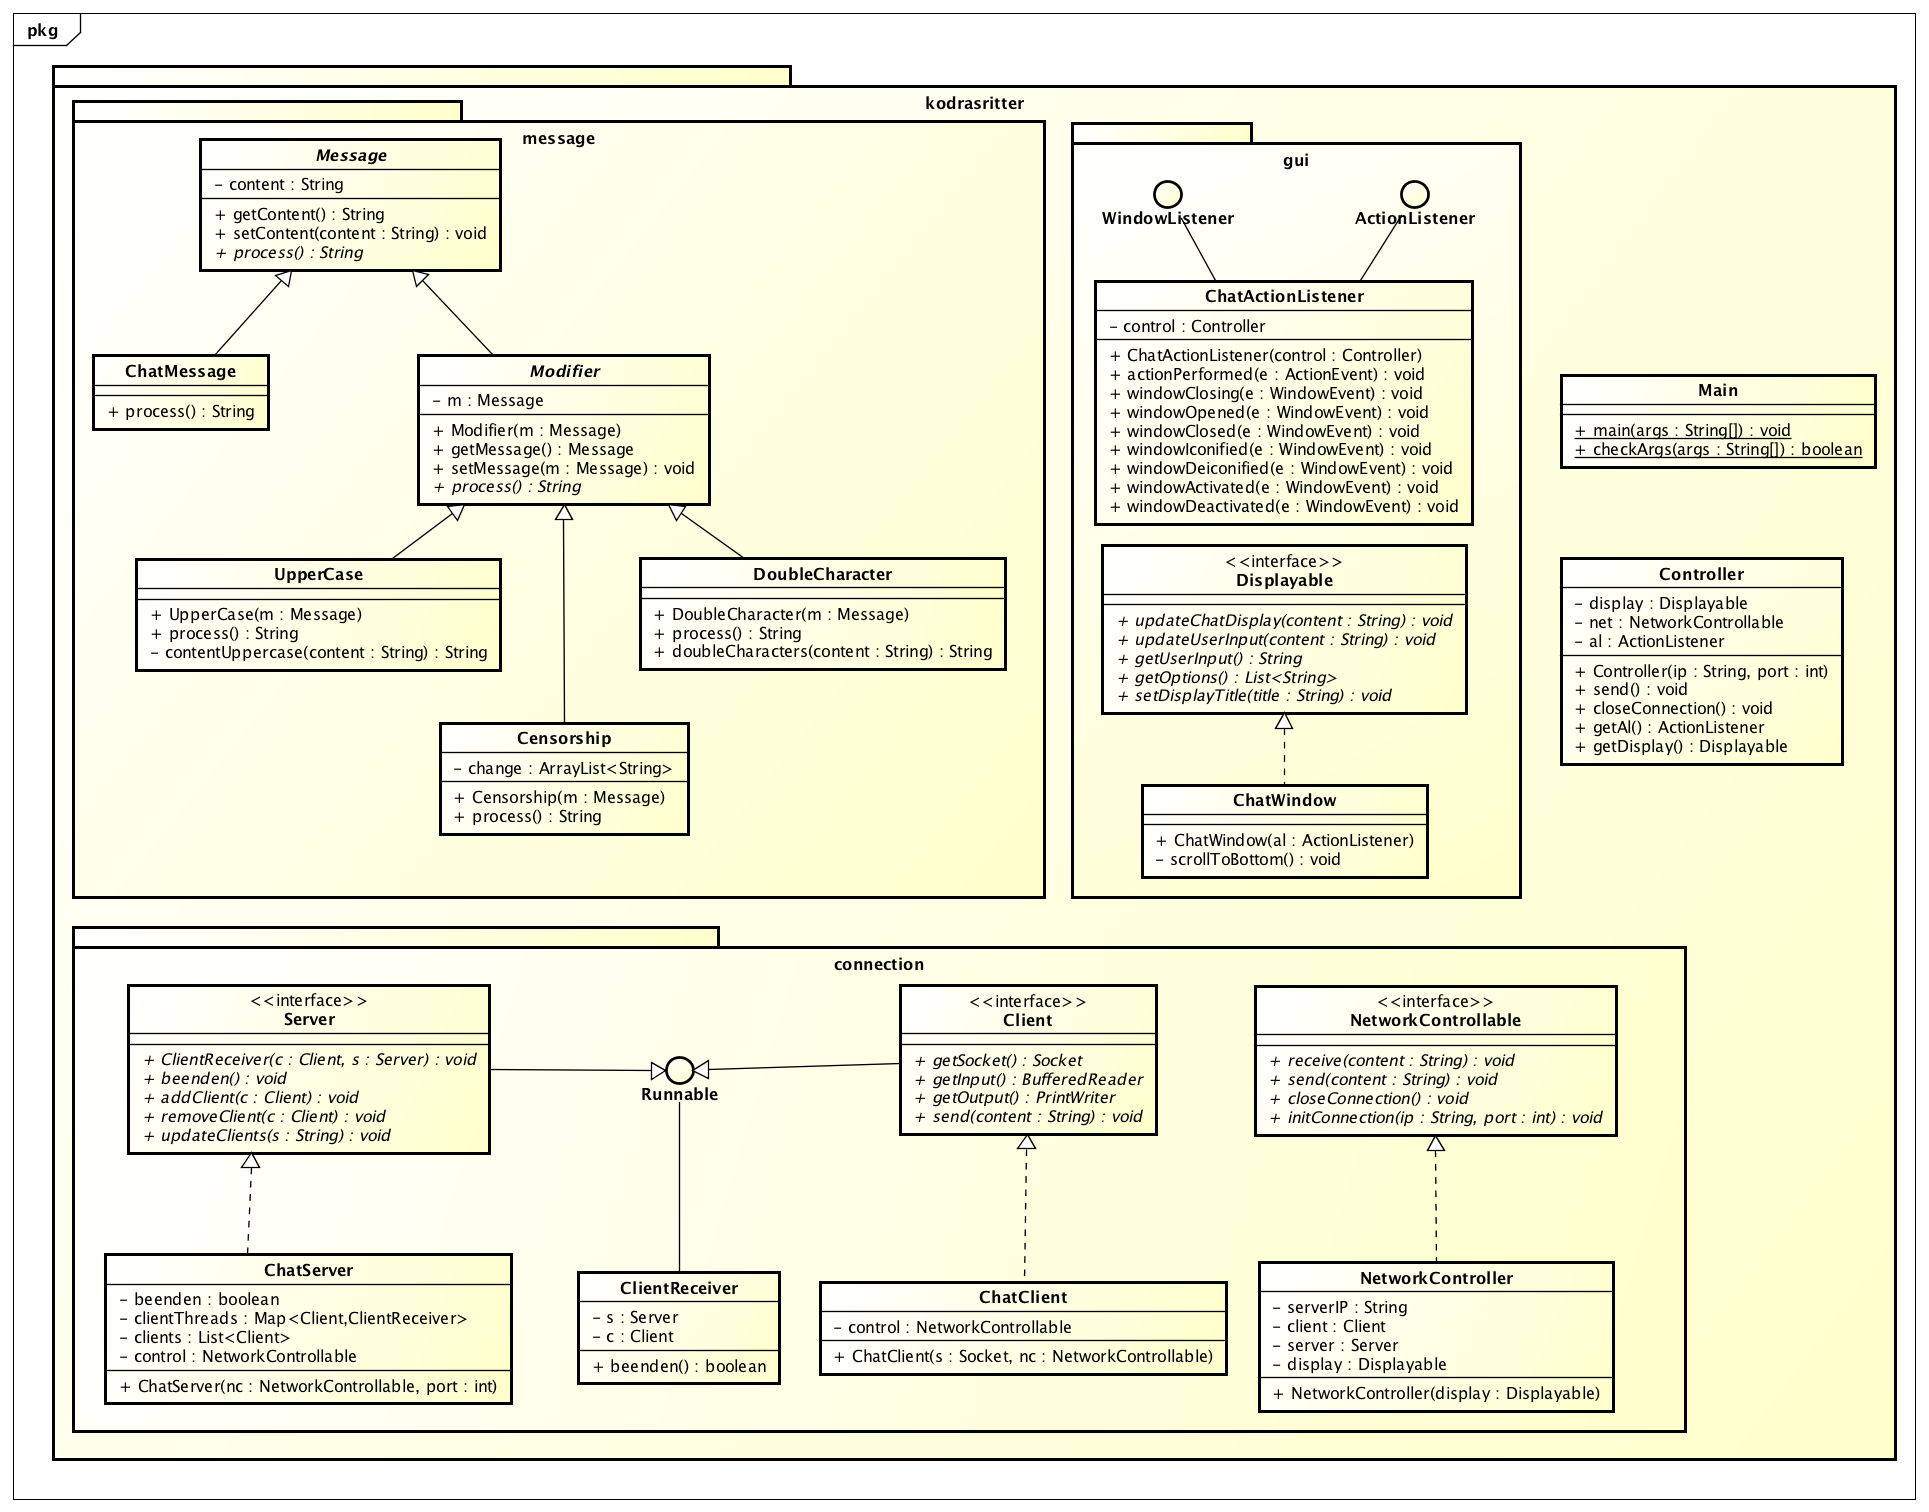 pkg
kodrasritter
message
Message
– content : String
+ getContent() : String
+ setContent(content : String) : void
+ process() : String
ChatMessage
+ process() : String
Modifier
– m : Message
+ Modifier(m : Message)
+ getMessage() : Message
+ setMessage(m : Message) : void
+ process() : String
UpperCase
+ UpperCase(m : Message)
+ process() : String
– contentUppercase(content : String) : String
DoubleCharacter
+ DoubleCharacter(m : Message)
+ process() : String
+ doubleCharacters(content : String) : String
Censorship
– change : ArrayList<String>
+ Censorship(m : Message)
+ process() : String
gui
WindowListener
ActionListener
ChatActionListener
– control : Controller
+ ChatActionListener(control : Controller)
+ actionPerformed(e : ActionEvent) : void
+ windowClosing(e : WindowEvent) : void
+ windowOpened(e : WindowEvent) : void
+ windowClosed(e : WindowEvent) : void
+ windowIconified(e : WindowEvent) : void
+ windowDeiconified(e : WindowEvent) : void
+ windowActivated(e : WindowEvent) : void
+ windowDeactivated(e : WindowEvent) : void
<<interface>>
Displayable
+ updateChatDisplay(content : String) : void
+ updateUserInput(content : String) : void
+ getUserInput() : String
+ getOptions() : List<String>
+ setDisplayTitle(title : String) : void
ChatWindow
+ ChatWindow(al : ActionListener)
– scrollToBottom() : void
Main
+ main(args : String[]) : void
+ checkArgs(args : String[]) : boolean
Controller
– display : Displayable
– net : NetworkControllable
– al : ActionListener
+ Controller(ip : String, port : int)
+ send() : void
+ closeConnection() : void
+ getAl() : ActionListener
+ getDisplay() : Displayable
connection
<<interface>>
Server
+ ClientReceiver(c : Client, s : Server) : void
+ beenden() : void
+ addClient(c : Client) : void
+ removeClient(c : Client) : void
+ updateClients(s : String) : void
Runnable
<<interface>>
Client
+ getSocket() : Socket
+ getInput() : BufferedReader
+ getOutput() : PrintWriter
+ send(content : String) : void
<<interface>>
NetworkControllable
+ receive(content : String) : void
+ send(content : String) : void
+ closeConnection() : void
+ initConnection(ip : String, port : int) : void
ChatServer
– beenden : boolean
– clientThreads : Map<Client,ClientReceiver>
– clients : List<Client>
– control : NetworkControllable
+ ChatServer(nc : NetworkControllable, port : int)
ClientReceiver
– s : Server
– c : Client
+ beenden() : boolean
ChatClient
– control : NetworkControllable
+ ChatClient(s : Socket, nc : NetworkControllable)
NetworkController
– serverIP : String
– client : Client
– server : Server
– display : Displayable
+ NetworkController(display : Displayable)